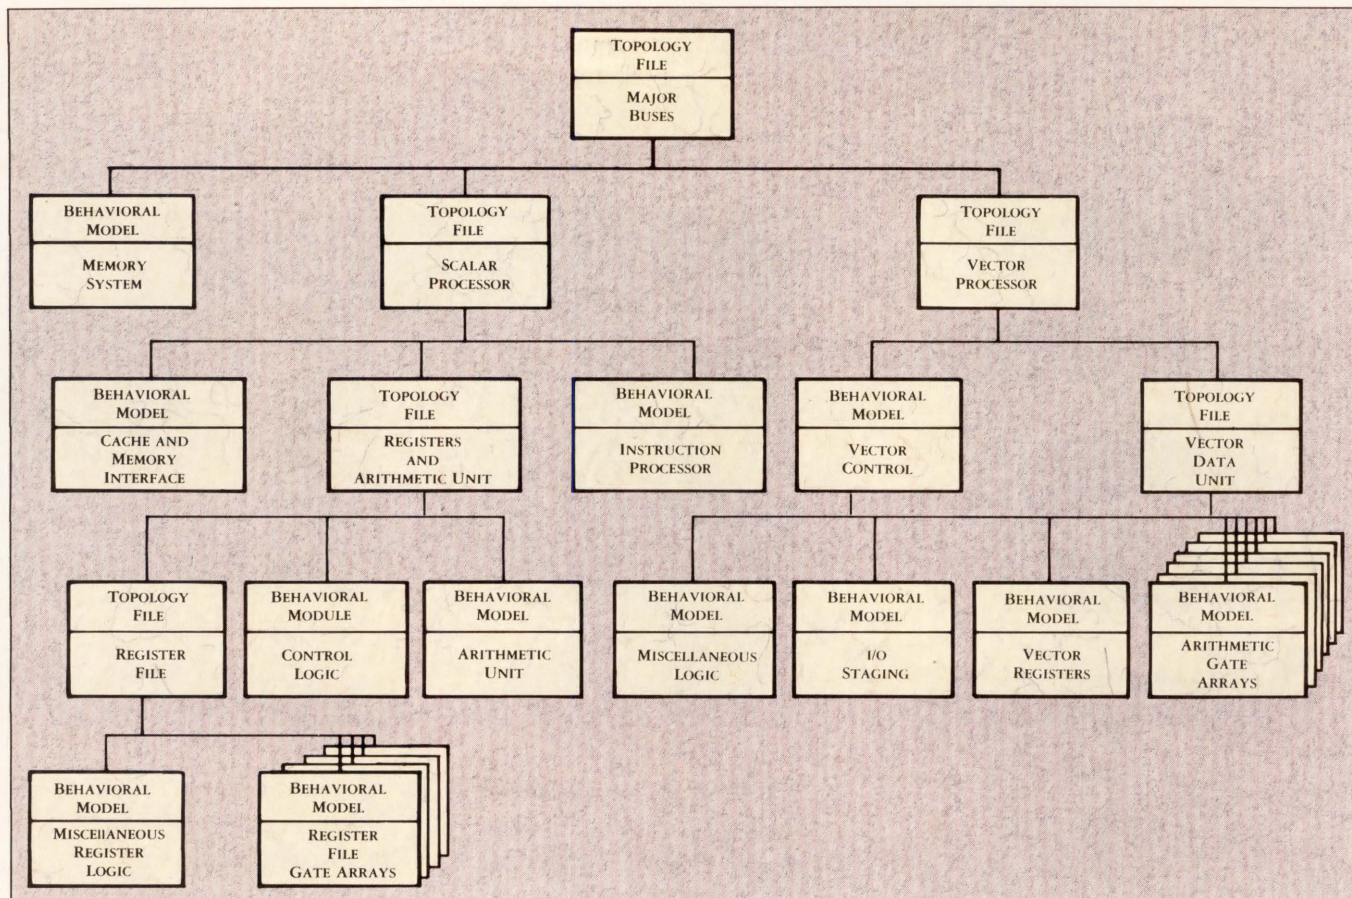 TOPOLOGY
FILE
MAJOR
BUSES
BEHAVIORAL
MODEL
MEMORY
SYSTEM
TOPOLOGY
FILE
SCALAR
PROCESSOR
TOPOLOGY
FILE
VECTOR
PROCESSOR
BEHAVIORAL
MODEL
CACHE AND
MEMORY
INTERFACE
TOPOLOGY
FILE
REGISTERS
AND
ARITHMETIC UNIT
BEHAVIORAL
MODEL
INSTRUCTION
PROCESSOR
BEHAVIORAL
MODEL
VECTOR
CONTROL
TOPOLOGY
FILE
VECTOR
DATA
UNIT
TOPOLOGY
FILE
REGISTER
FILE
BEHAVIORAL
MODULE
CONTROL
LOGIC
BEHAVIORAL
MODEL
ARITHMETIC
UNIT
BEHAVIORAL
MODEL
MISCELLANEOUS
LOGIC
BEHAVIORAL
MODEL
I/O
STAGING
BEHAVIORAL
MODEL
VECTOR
REGISTERS
BEHAVIORAL
MODEL
ARITHMETIC
GATE
ARRAYS
BEHAVIORAL
MODEL
MISCELLANEOUS
REGISTER
LOGIC
BEHAVIORAL
MODEL
REGISTER
FILE
GATE ARRAYS